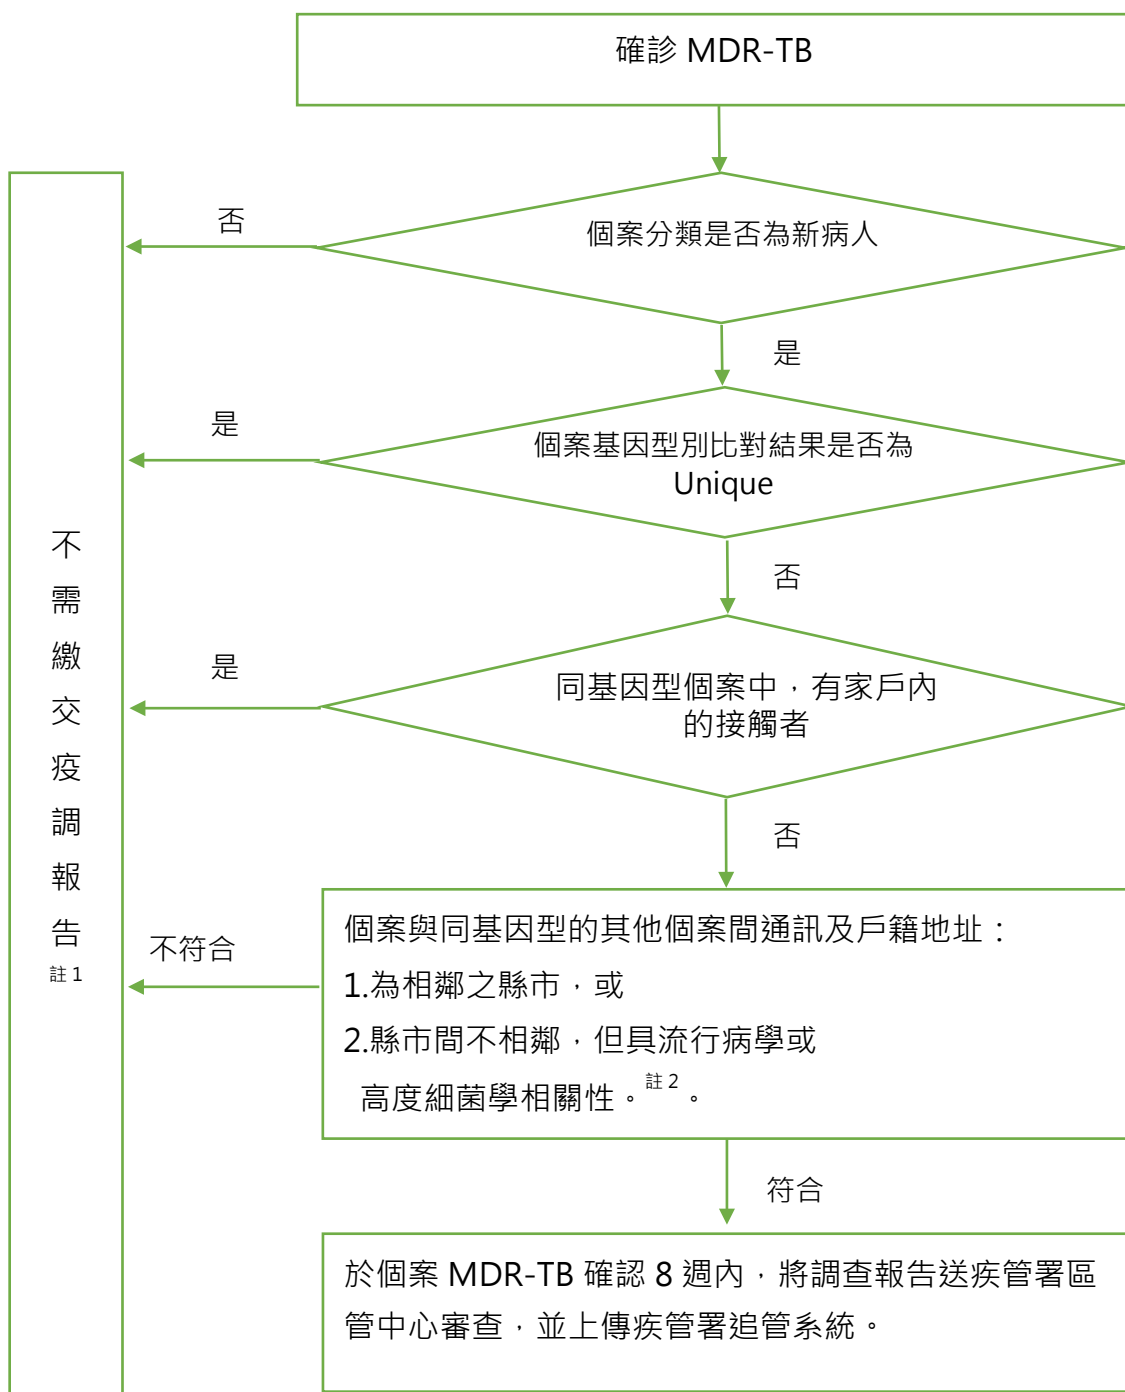 確診 MDR-TB
個案分類是否為新病人
否
是
個案基因型別比對結果是否為
Unique
是
否
同基因型個案中，有家戶內
的接觸者
是
否
個案與同基因型的其他個案間通訊及戶籍地址：
1.為相鄰之縣市，或
2.縣市間不相鄰，但具流行病學或
高度細菌學相關性。註 2。
不符合
符合
於個案 MDR-TB 確認 8 週內，將調查報告送疾管署區
管中心審查，並上傳疾管署追管系統。
不
需
繳
交
疫
調
報
告
註 1